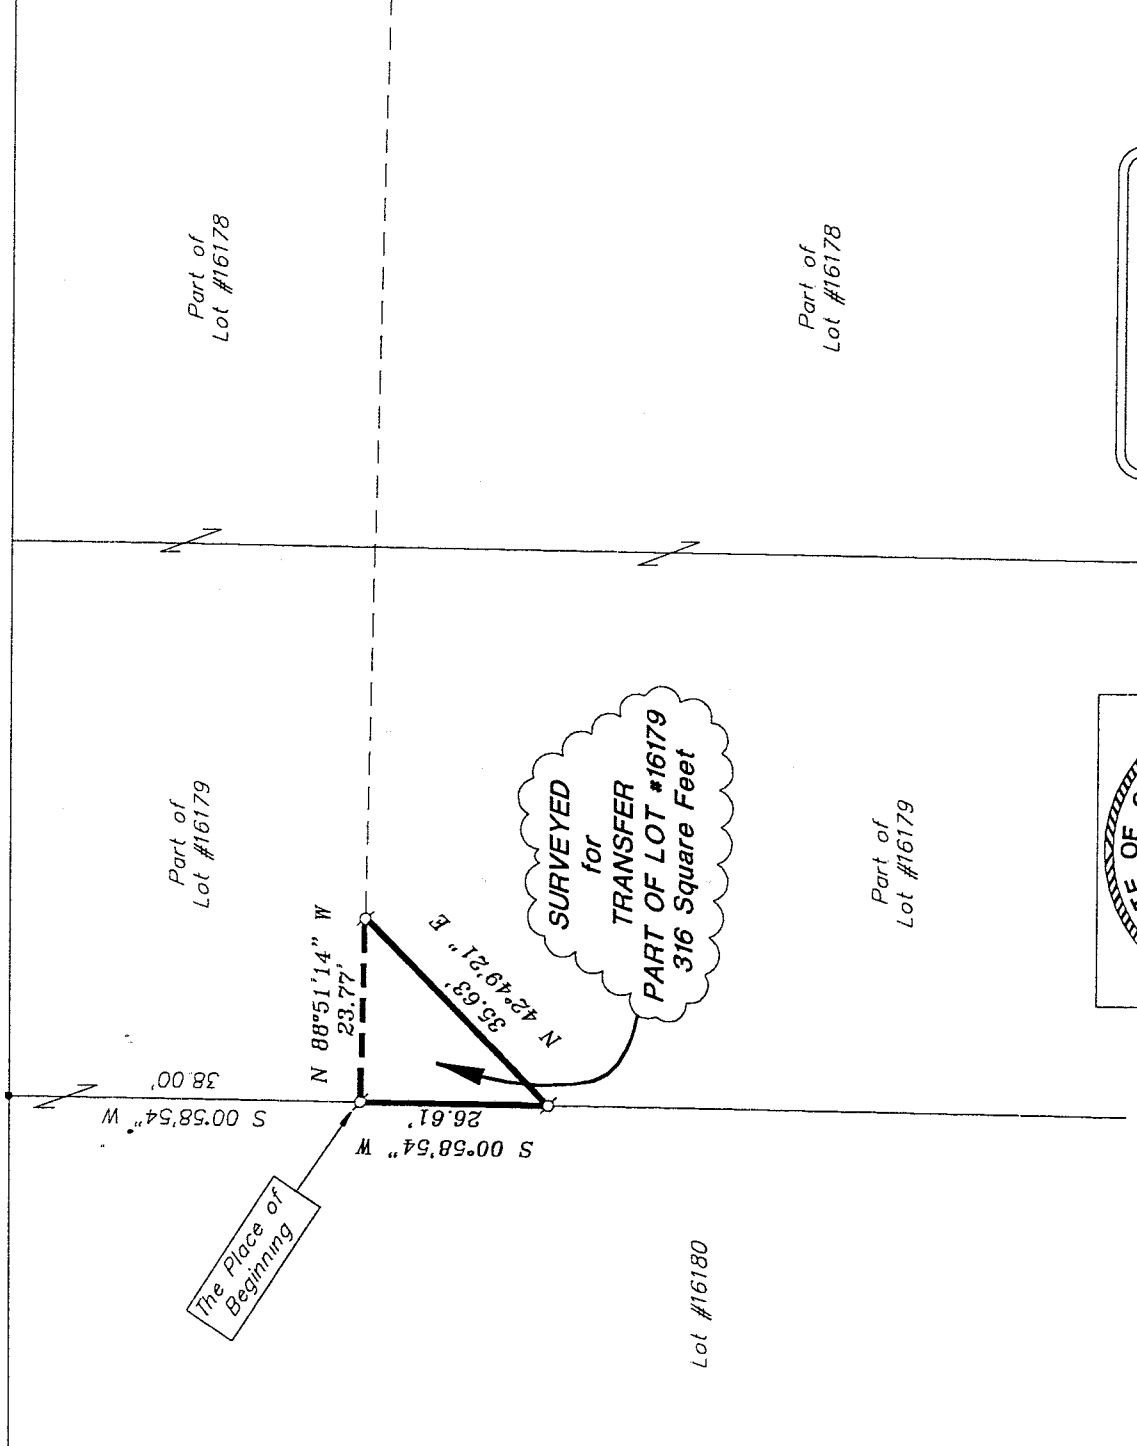 Part of
Lot #16178
Part of
Lot #16178
Part of
Lot #16179
N 88°51'14" W
23.77'
S 00°58'54" W
38.00'
The Place of
Beginning
S 00°58'54" W
26.61'
N 42°49'21" E
35.63'
SURVEYED
for
TRANSFER
PART OF LOT #16179
316 Square Feet
Part of
Lot #16179
Lot #16180
OF